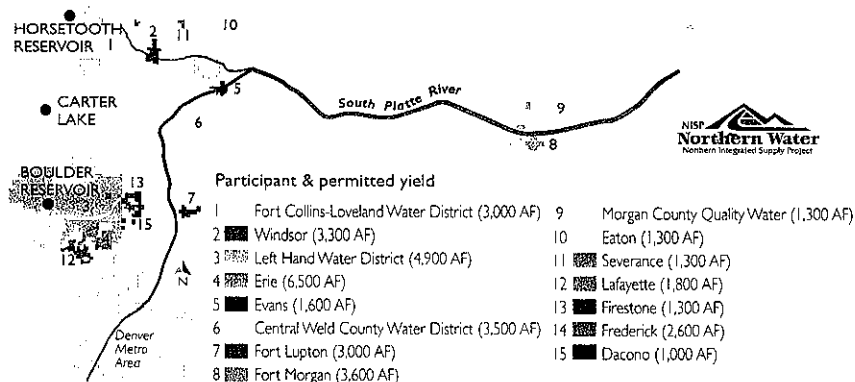 HORSETOOTH
RESERVOIR
1
2
11
10
5
South Platte River
9
CARTER
LAKE
6
8
NISP
Northern Water
Northern Integrated Supply Project
BOULDER
RESERVOIR
13
15
12
7
N
Denver
Metro
Area
Participant & permitted yield
1 Fort Collins-Loveland Water District (3,000 AF)
2 Windsor (3,300 AF)
3 Left Hand Water District (4,900 AF)
4 Erie (6,500 AF)
5 Evans (1,600 AF)
6 Central Weld County Water District (3,500 AF)
7 Fort Lupton (3,000 AF)
8 Fort Morgan (3,600 AF)
9 Morgan County Quality Water (1,300 AF)
10 Eaton (1,300 AF)
11 Severance (1,300 AF)
12 Lafayette (1,800 AF)
13 Firestone (1,300 AF)
14 Frederick (2,600 AF)
15 Dacono (1,000 AF)